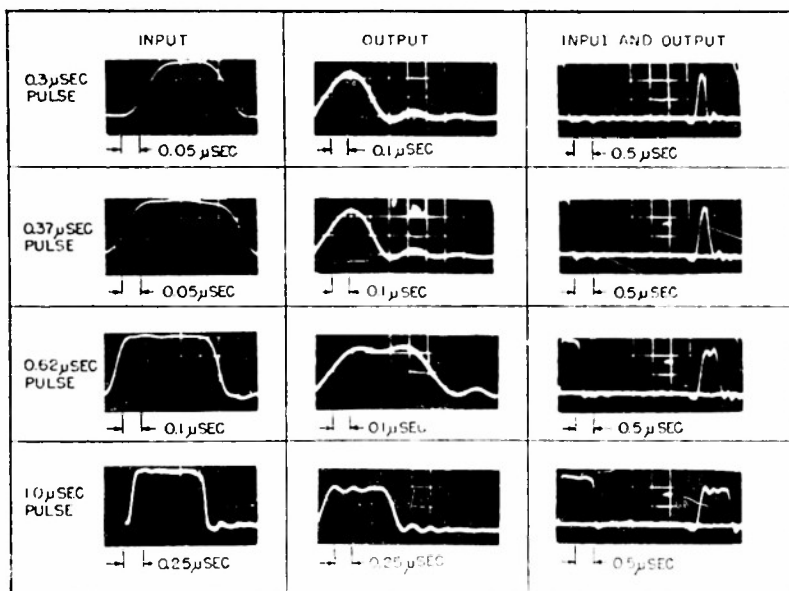 INPUT
OUTPUT
INPUT AND OUTPUT
0.3 μSEC
PULSE
0.05 μSEC
0.1 μSEC
0.5 μSEC
0.37 μSEC
PULSE
0.05 μSEC
0.1 μSEC
0.5 μSEC
0.62 μSEC
PULSE
0.1 μSEC
0.1 μSEC
0.5 μSEC
1.0 μSEC
PULSE
0.25 μSEC
0.25 μSEC
0.5 μSEC